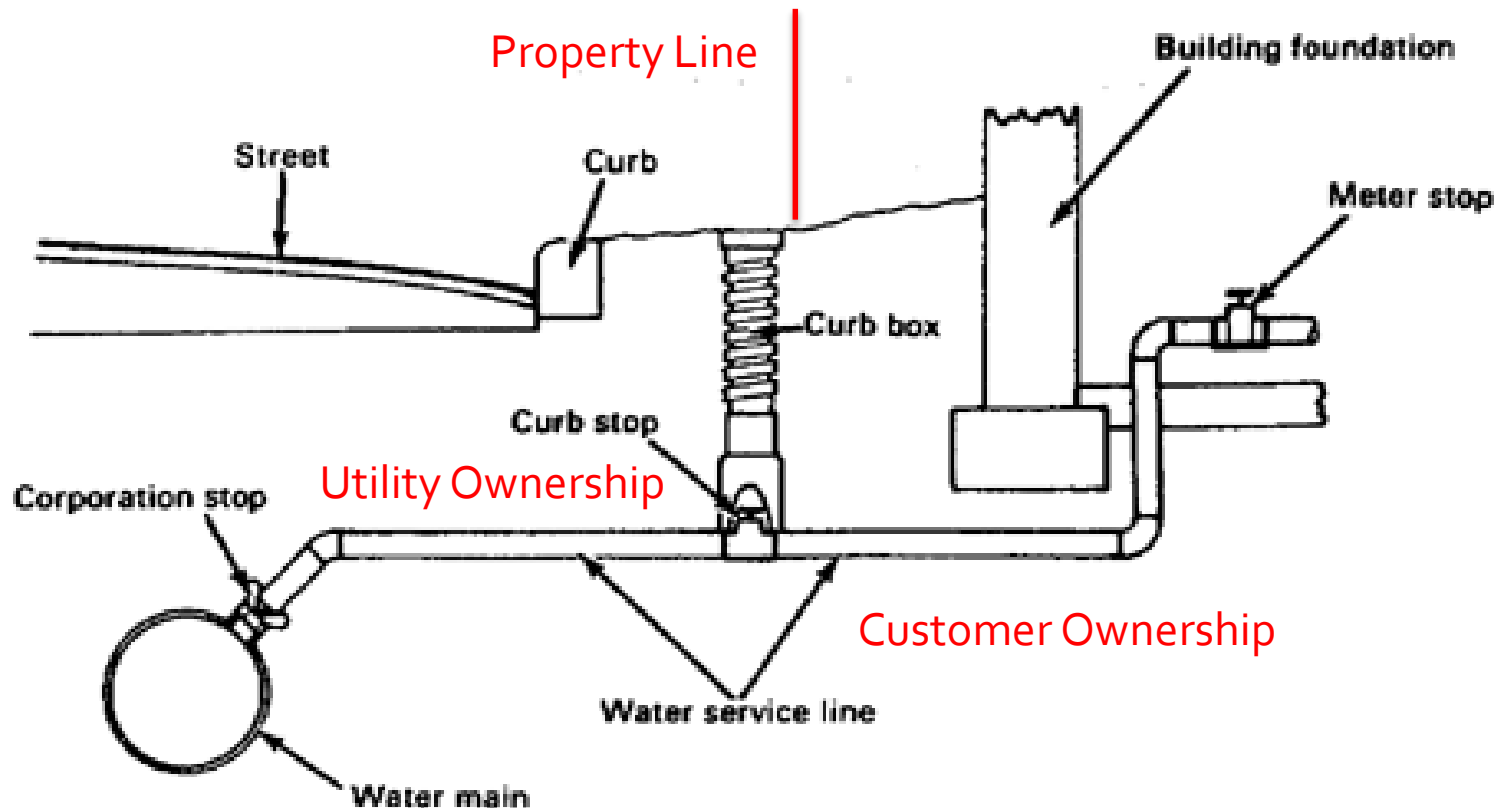 Property Line
Building foundation
Street
Curb
Meter stop
Curb box
Curb stop
Utility Ownership
Corporation stop
Customer Ownership
Water service line
Water main